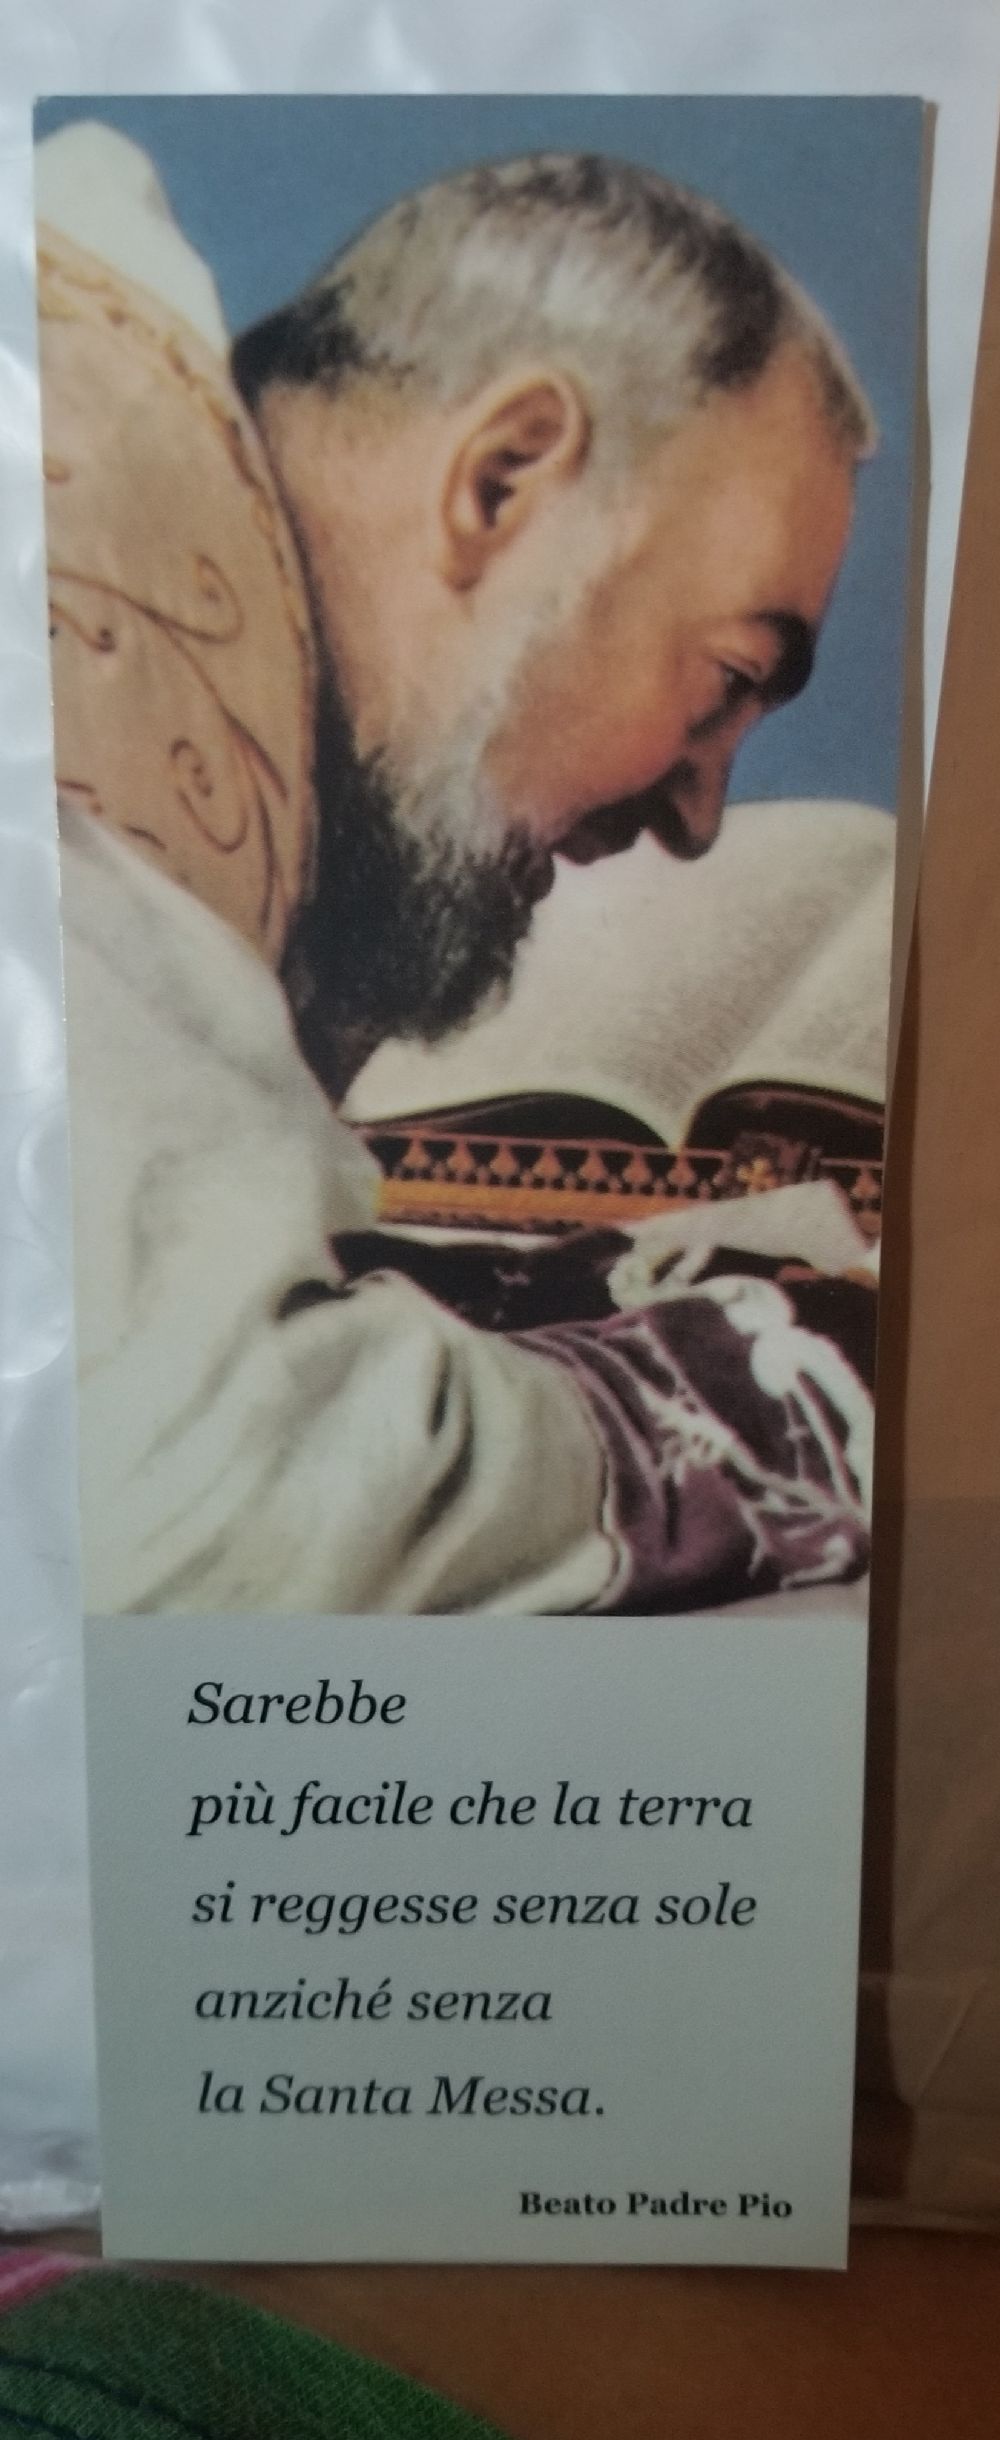 Sarebbe
più facile che la terra
si reggesse senza sole
anziché senza
la Santa Messa.
Beato Padre Pio